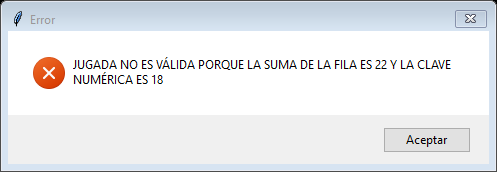 Error
JUGADA NO ES VÁLIDA PORQUE LA SUMA DE LA FILA ES 22 Y LA CLAVE
NUMÉRICA ES 18
Aceptar